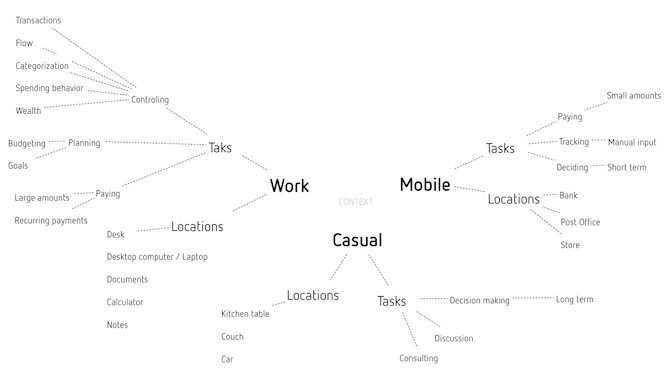 Transactions
Flow
Categorization
Spending behavior
Wealth
Controling
Budgeting
Planning
Goals
Taks
Large amounts
Paying
Recurring payments
Work
Desk
Locations
Desktop computer / Laptop
Documents
Calculator
Notes
CONTEXT
Mobile
Tasks
Paying
Small amounts
Tracking
Manual input
Deciding
Short term
Locations
Bank
Post Office
Store
Casual
Locations
Kitchen table
Couch
Car
Tasks
Decision making
Long term
Discussion
Consulting